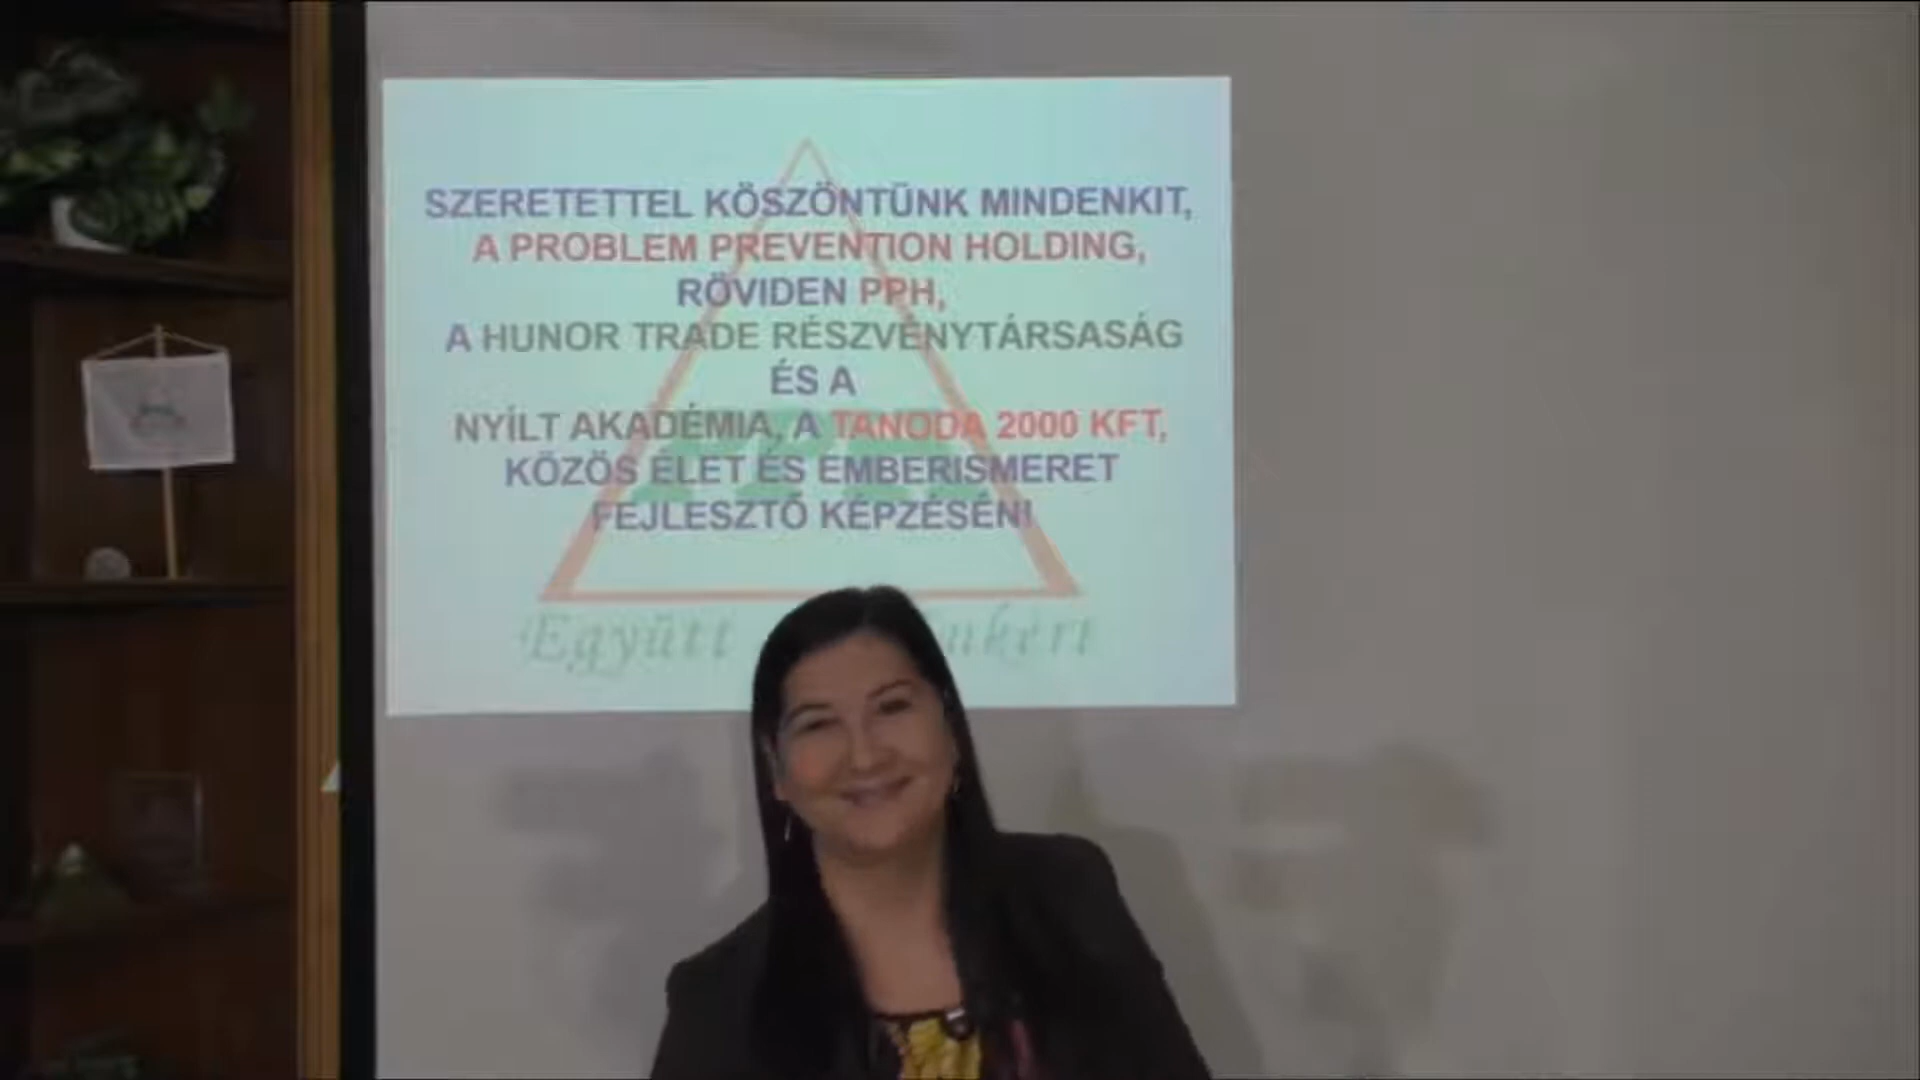 SZERETETTEL KÖSZÖNTÜNK MINDENKIT,
A PROBLEM PREVENTION HOLDING,
RÖVIDEN PPH,
A HUNOR TRADE RÉSZVÉNYTÁRSASÁG
ÉS A
NYÍLT AKADÉMIA, A TANODA 2000 KFT,
KÖZÖS ÉLET ÉS EMBERISMERET
FEJLESZTŐ KÉPZÉSÉN!
Együtt